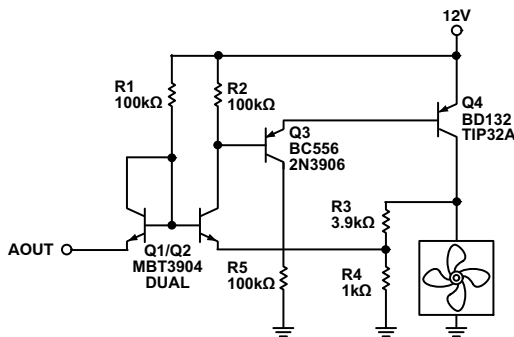 12V
R1
100kΩ
R2
100kΩ
Q4
BD132
TIP32A
Q3
BC556
2N3906
R3
3.9kΩ
AOUT
Q1/Q2
MBT3904
DUAL
R5
100kΩ
R4
1kΩ